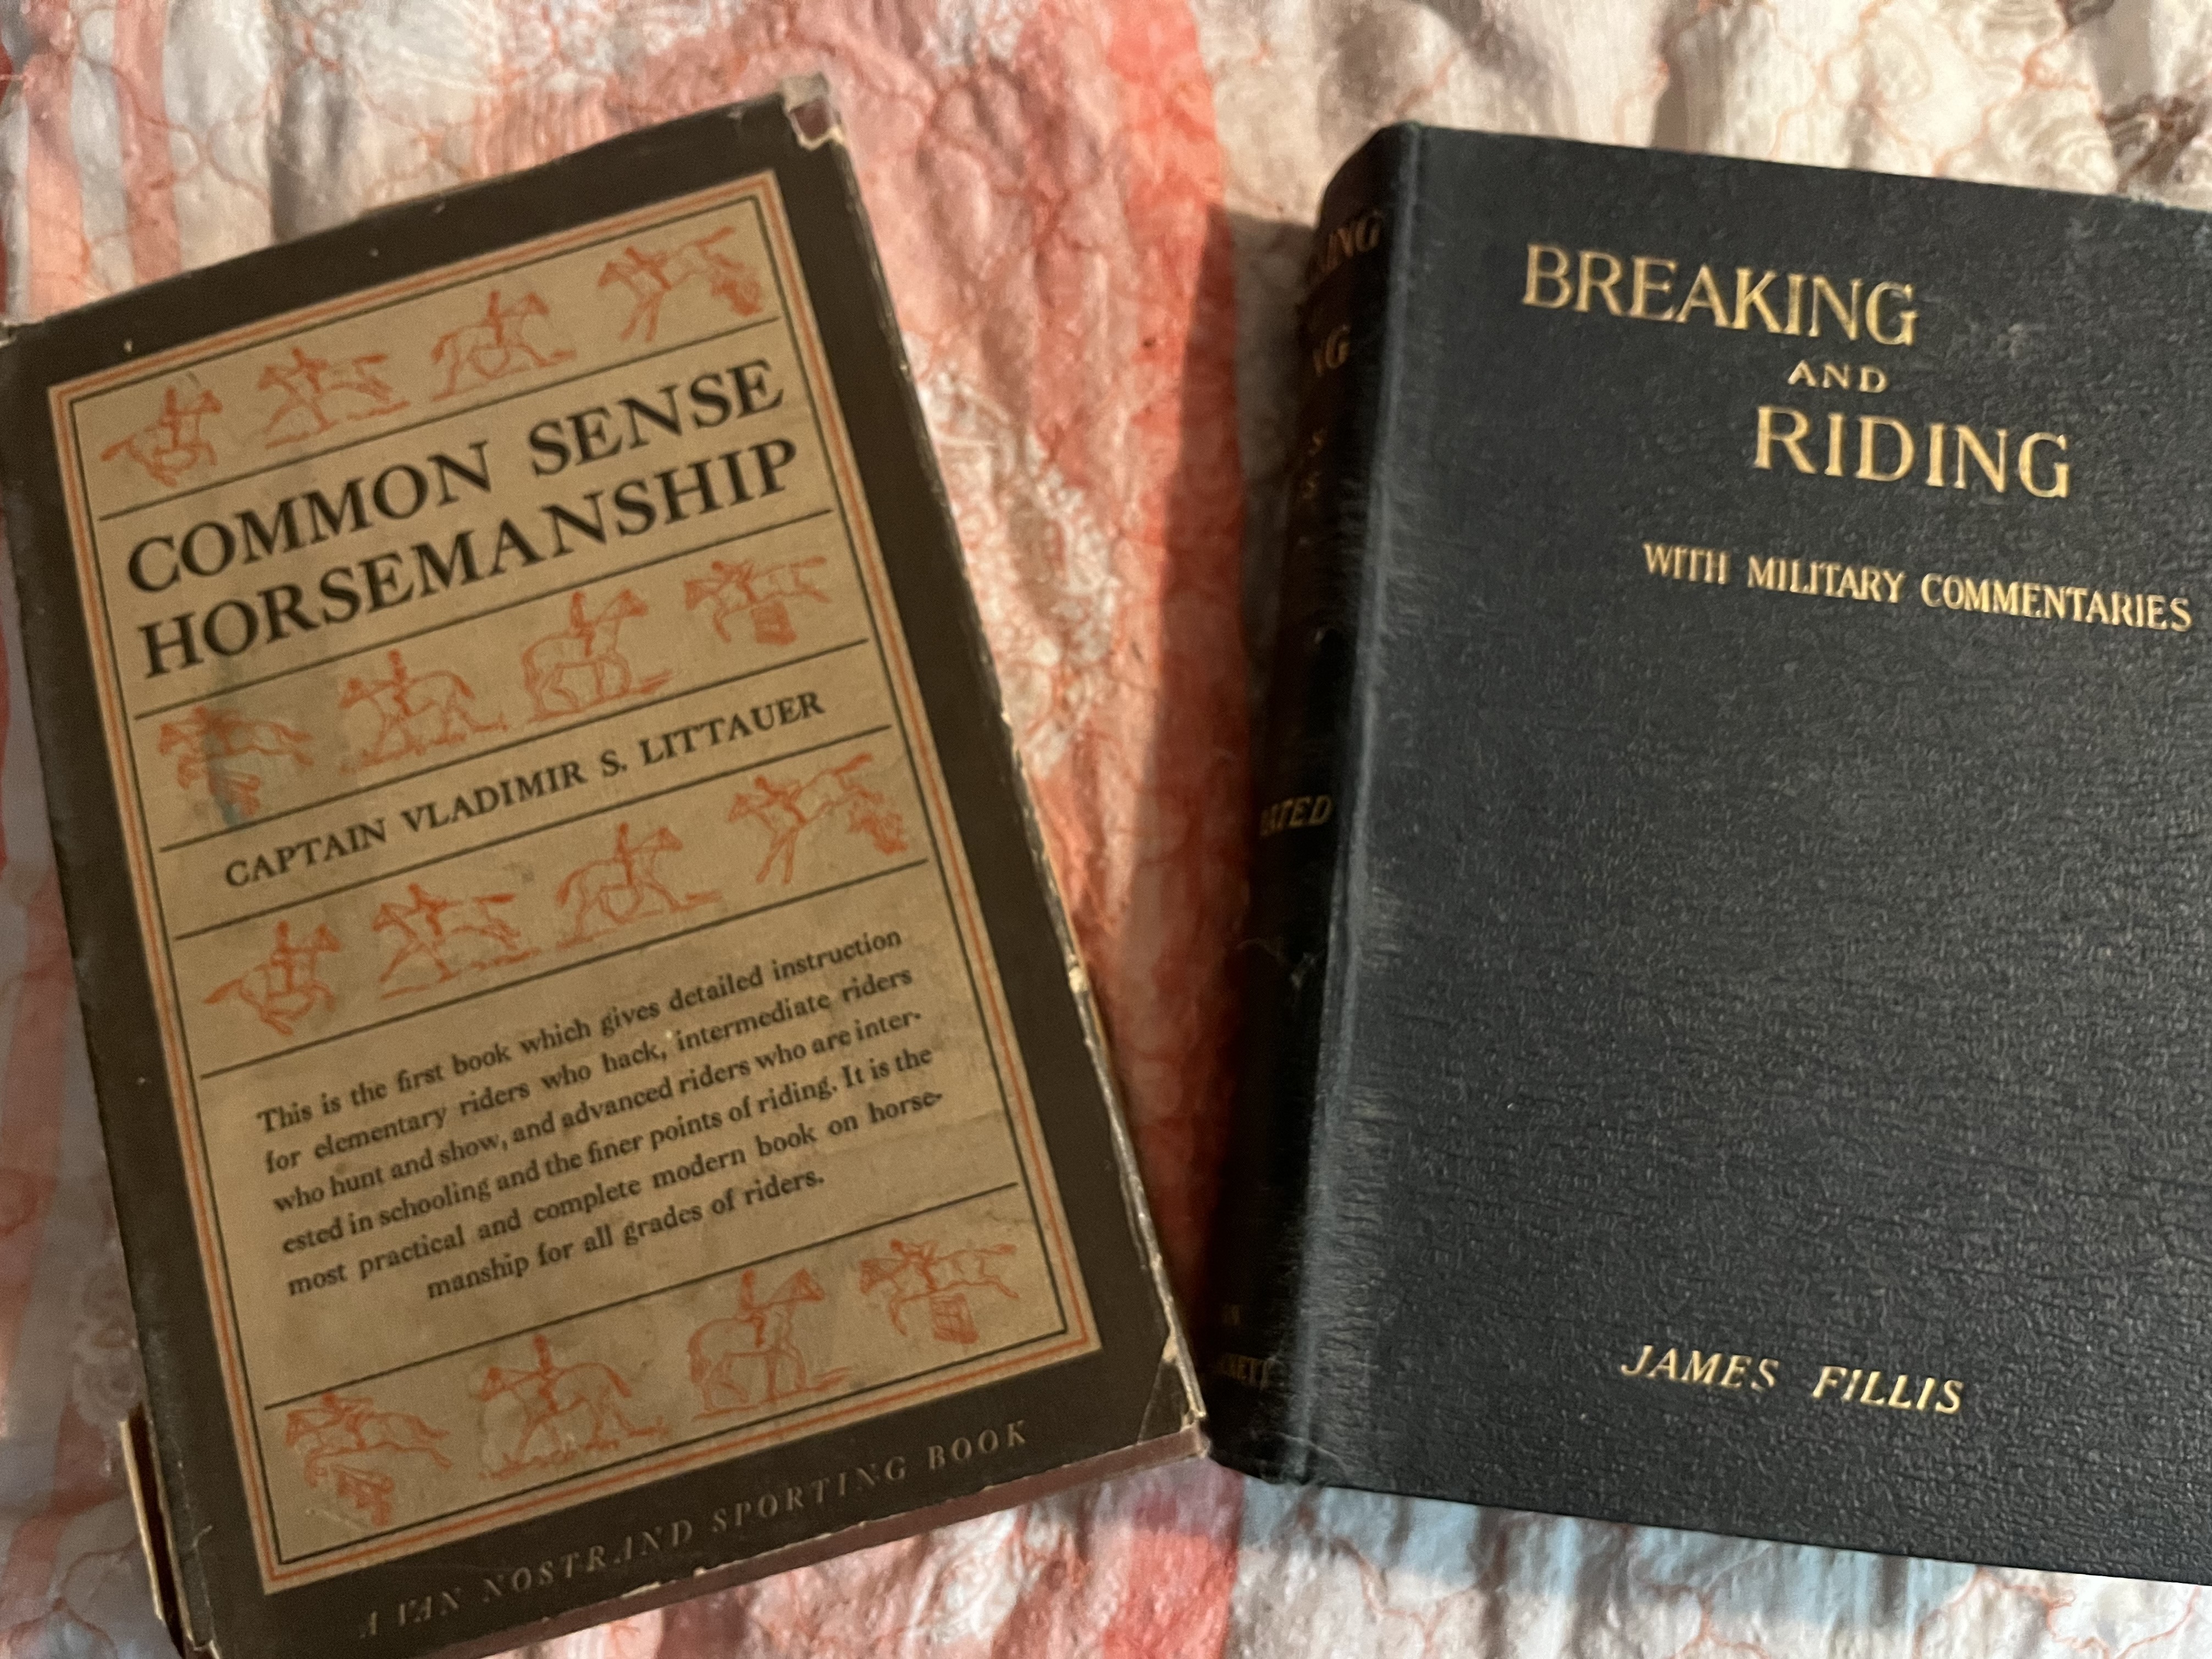 COMMON SENSE
HORSEMANSHIP
CAPTAIN VLADIMIR S. LITTAUER
This is the first book which gives detailed instruction
for elementary riders who hack, intermediate riders
who hunt and show, and advanced riders who are inter-
ested in schooling and the finer points of riding. It is the
most practical and complete modern book on horse-
manship for all grades of riders.
A VAN NOSTRAND SPORTING BOOK
BREAKING
AND
RIDING
WITH MILITARY COMMENTARIES
JAMES FILLIS